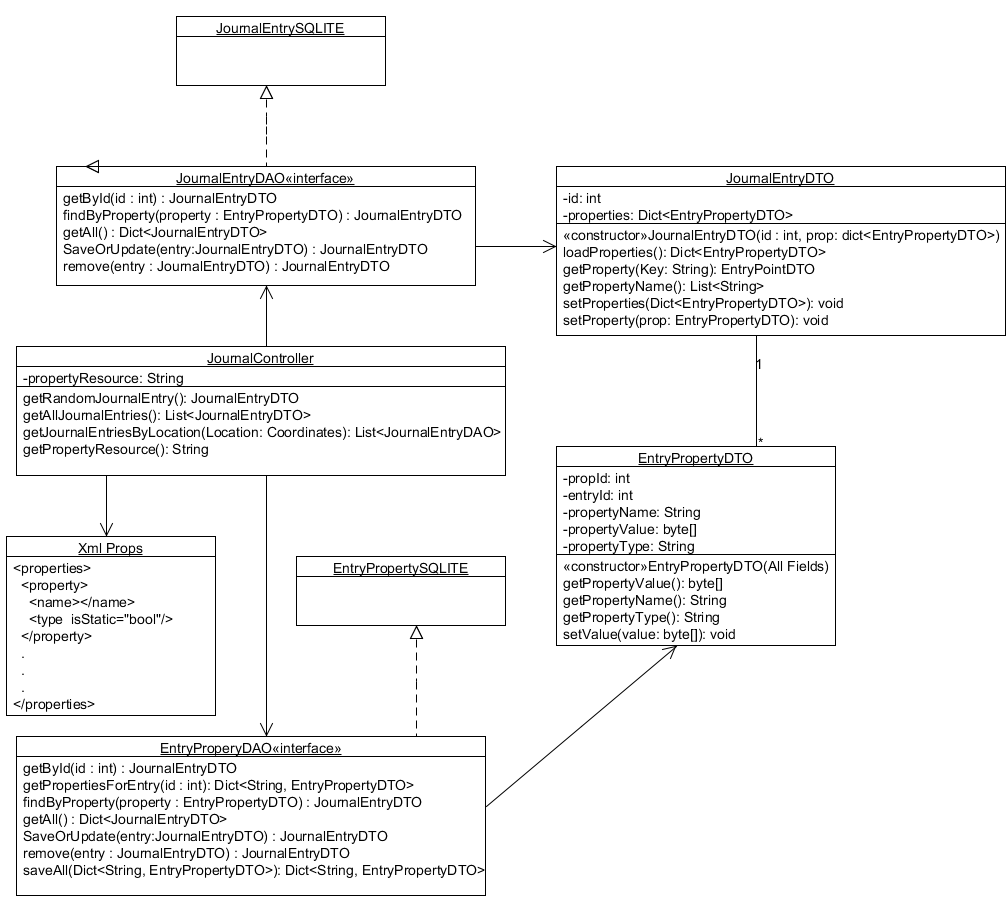 JournalEntrySQLITE
JournalEntryDAO«interface»
getById(id : int) : JournalEntryDTO
findByProperty(property : EntryPropertyDTO) : JournalEntryDTO
getAll() : Dict<JournalEntryDTO>
SaveOrUpdate(entry:JournalEntryDTO) : JournalEntryDTO
remove(entry : JournalEntryDTO) : JournalEntryDTO
JournalEntryDTO
-id: int
-properties: Dict<EntryPropertyDTO>
«constructor»JournalEntryDTO(id : int, prop: dict<EntryPropertyDTO>)
loadProperties(): Dict<EntryPropertyDTO>
getProperty(Key: String): EntryPointDTO
getPropertyName(): List<String>
setProperties(Dict<EntryPropertyDTO>): void
setProperty(prop: EntryPropertyDTO): void
1
*
JournalController
-propertyResource: String
getRandomJournalEntry(): JournalEntryDTO
getAllJournalEntries(): List<JournalEntryDTO>
getJournalEntriesByLocation(Location: Coordinates): List<JournalEntryDAO>
getPropertyResource(): String
EntryPropertyDTO
-propId: int
-entryId: int
-propertyName: String
-propertyValue: byte[]
-propertyType: String
«constructor»EntryPropertyDTO(All Fields)
getPropertyValue(): byte[]
getPropertyName(): String
getPropertyType(): String
setValue(value: byte[]): void
Xml Props
<properties>
<property>
<name></name>
<type isStatic="bool"/>
</property>
.
.
.
</properties>
EntryPropertySQLITE
EntryProperyDAO«interface»
getById(id : int) : JournalEntryDTO
getPropertiesForEntry(id : int): Dict<String, EntryPropertyDTO>
findByProperty(property : EntryPropertyDTO) : JournalEntryDTO
getAll() : Dict<JournalEntryDTO>
SaveOrUpdate(entry:JournalEntryDTO) : JournalEntryDTO
remove(entry : JournalEntryDTO) : JournalEntryDTO
saveAll(Dict<String, EntryPropertyDTO>): Dict<String, EntryPropertyDTO>